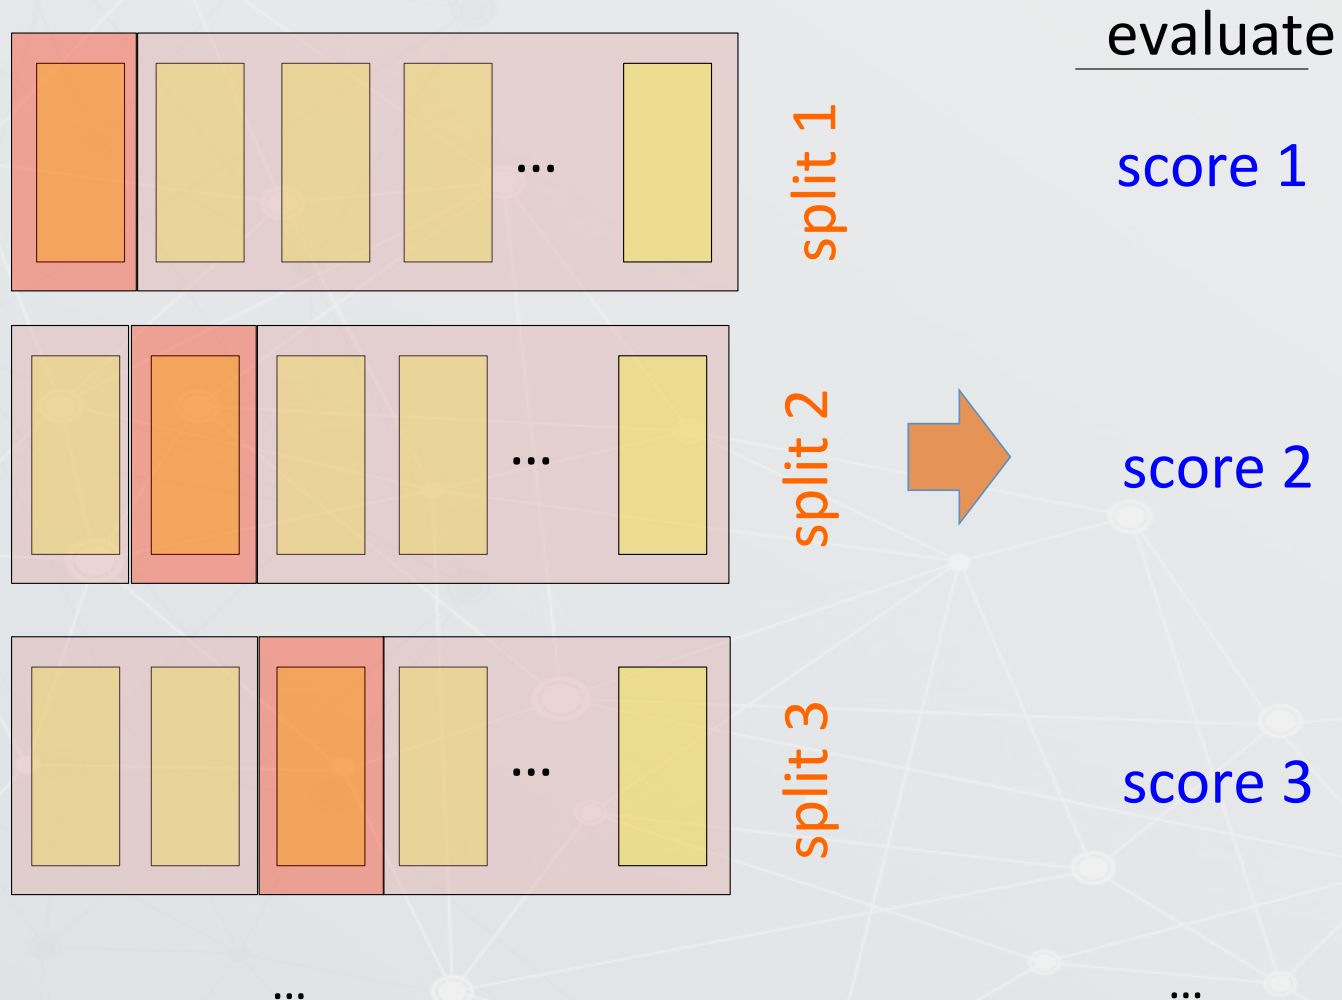 evaluate
...
split 1
score 1
...
split 2
score 2
...
split 3
score 3
...
...